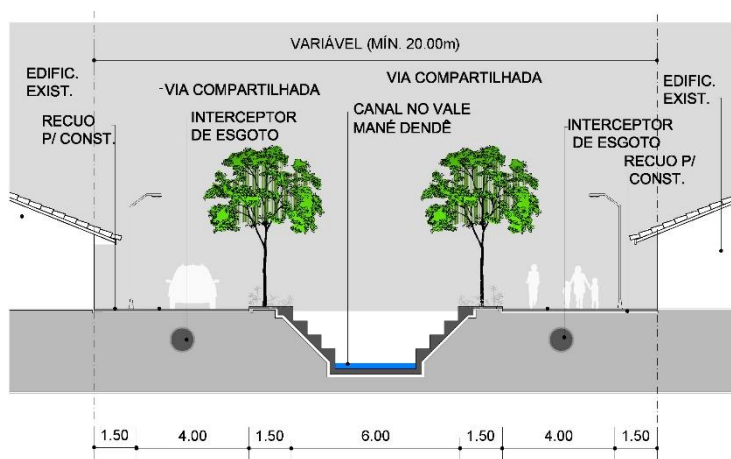 VARIÁVEL (MÍN. 20.00m)
EDIFIC.
EXIST.
RECUO
P/ CONST.
-VIA COMPARTILHADA
INTERCEPTOR
DE ESGOTO
VIA COMPARTILHADA
CANAL NO VALE
MANÉ DENDÊ
INTERCEPTOR
DE ESGOTO
RECUO P/
CONST.
EDIFIC.
EXIST.
1.50 4.00 1.50 6.00 1.50 4.00 1.50